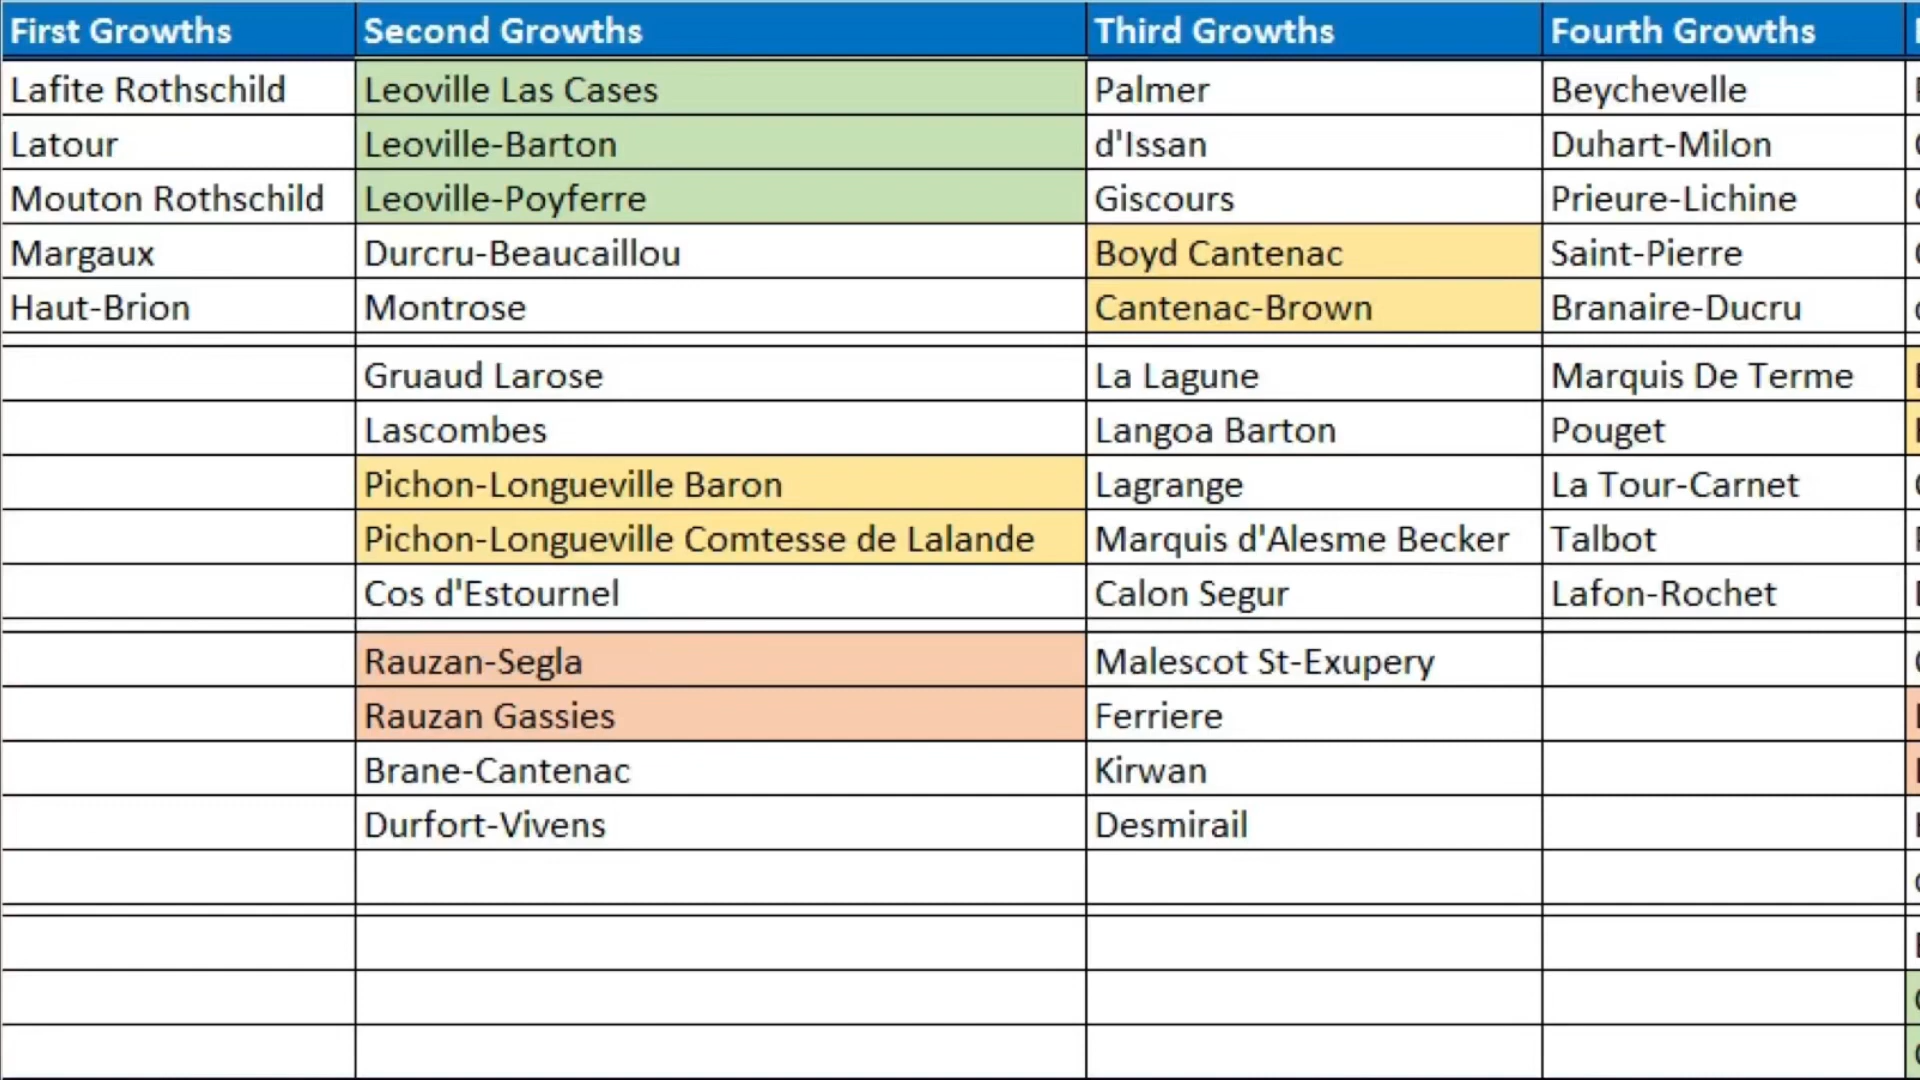 First Growths Second Growths Third Growths Fourth Growths
Lafite Rothschild Leoville Las Cases Palmer Beychevelle
Latour Leoville-Barton d'Issan Duhart-Milon
Mouton Rothschild Leoville-Poyferre Giscours Prieure-Lichine
Margaux Durcru-Beaucaillou Boyd Cantenac Saint-Pierre
Haut-Brion Montrose Cantenac-Brown Branaire-Ducru
Gruaud Larose La Lagune Marquis De Terme
Lascombes Langoa Barton Pouget
Pichon-Longueville Baron Lagrange La Tour-Carnet
Pichon-Longueville Comtesse de Lalande Marquis d'Alesme Becker Talbot
Cos d'Estournel Calon Segur Lafon-Rochet
Rauzan-Segla Malescot St-Exupery
Rauzan Gassies Ferriere
Brane-Cantenac Kirwan
Durfort-Vivens Desmirail